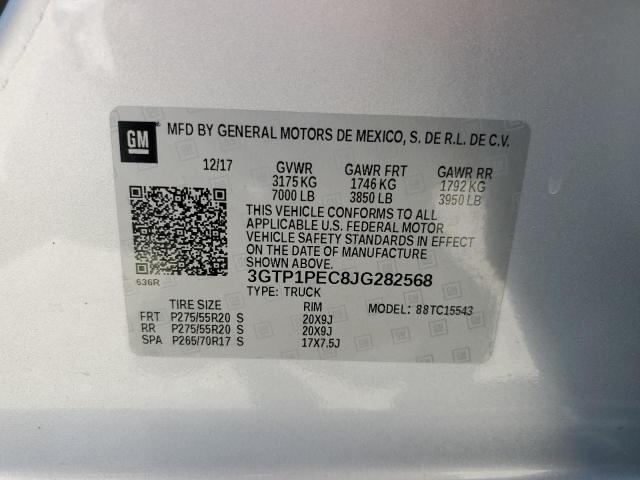 GM
MFD BY GENERAL MOTORS DE MEXICO, S. DE R.L. DE C.V.
12/17 GVWR GAWR FRT GAWR RR
3175 KG 1746 KG 1792 KG
7000 LB 3850 LB 3950 LB
THIS VEHICLE CONFORMS TO ALL
APPLICABLE U.S. FEDERAL MOTOR
VEHICLE SAFETY STANDARDS IN EFFECT
ON THE DATE OF MANUFACTURE
SHOWN ABOVE.
3GTP1PEC8JG282568
636R
TYPE: TRUCK
TIRE SIZE RIM MODEL: 88TC15543
FRT P275/55R20 S 20X9J
RR P275/55R20 S 20X9J
SPA P265/70R17 S 17X7.5J